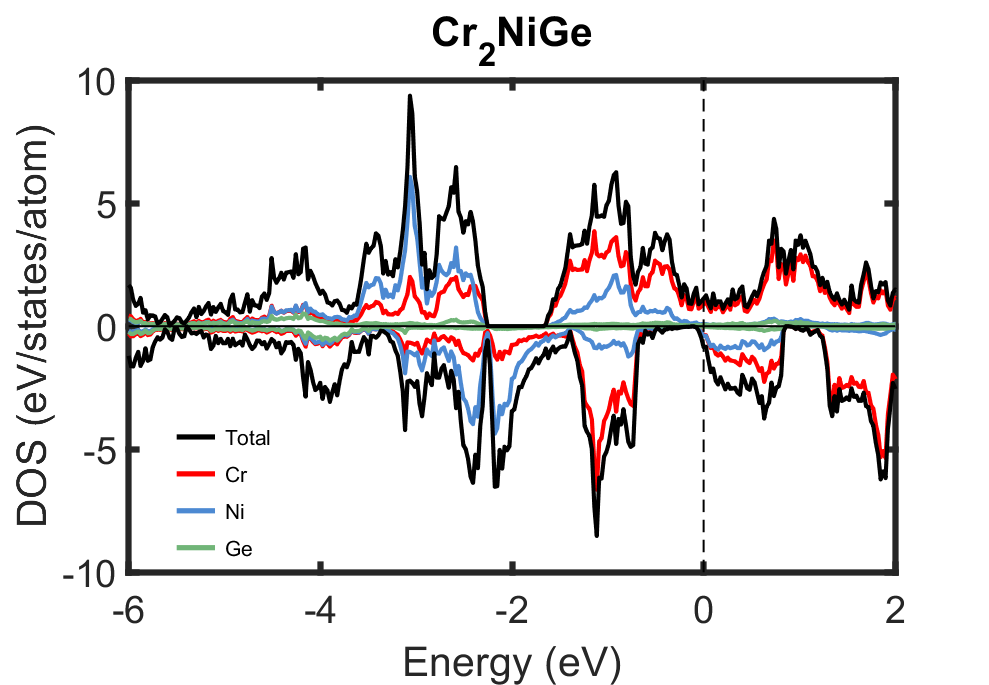 Cr2NiGe
10
5
0
-5
-10
DOS (eV/states/atom)
Total
Cr
Ni
Ge
-6 -4 -2 0 2
Energy (eV)